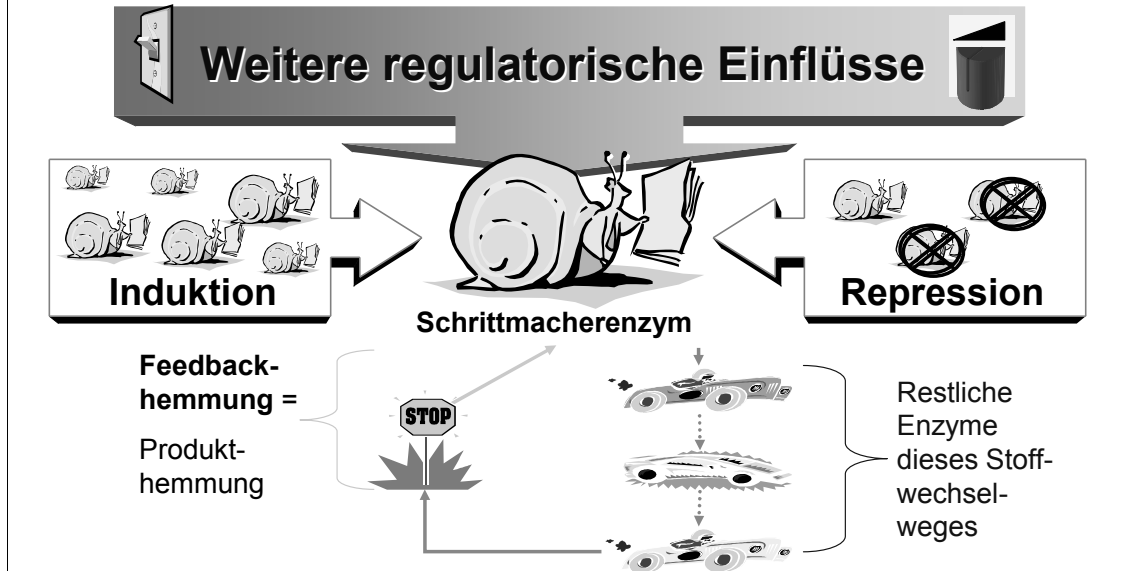 Weitere regulatorische Einflüsse
Induktion
Repression
Schrittmacherenzym
Feedback-
hemmung =
Produkt-
hemmung
STOP
Restliche
Enzyme
dieses Stoff-
wechsel-
weges